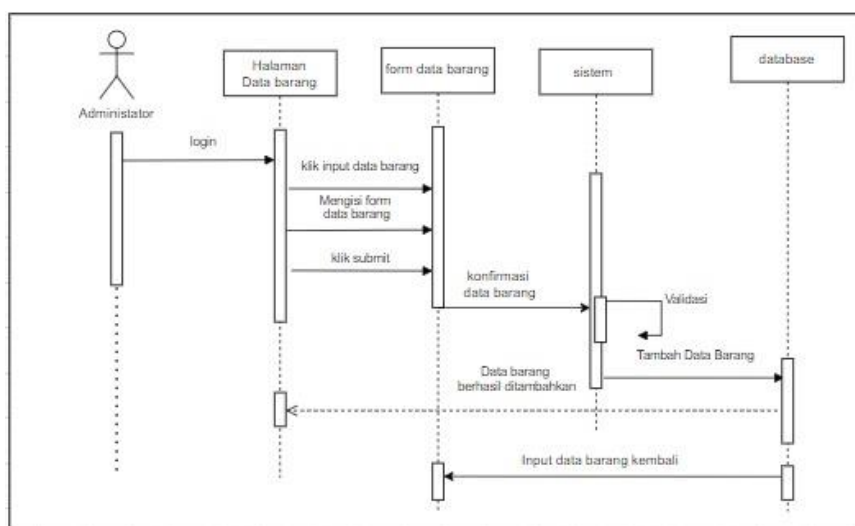 Halaman
Data barang
form data barang
sistem
database
Administator
login
klik input data barang
Mengisi form
data barang
klik submit
konfirmasi
data barang
Validasi
Tambah Data Barang
Data barang
berhasil ditambahkan
Input data barang kembali